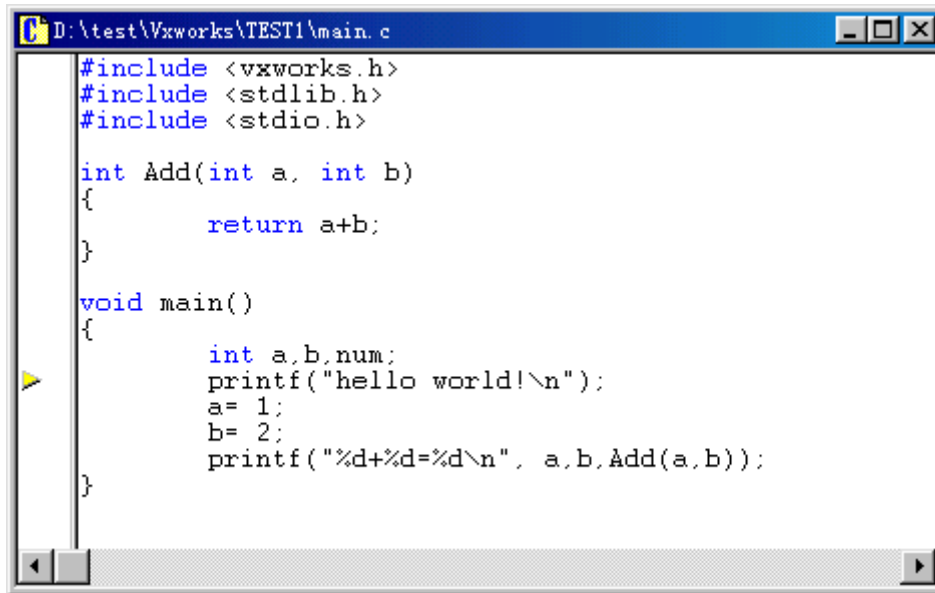 D:\test\Vxworks\TEST1\main.c
#include <vxworks.h>
#include <stdlib.h>
#include <stdio.h>

int Add(int a, int b)
{
        return a+b;
}

void main()
{
        int a,b,num;
        printf("hello world!\n");
        a= 1;
        b= 2;
        printf("%d+%d=%d\n", a,b,Add(a,b));
}